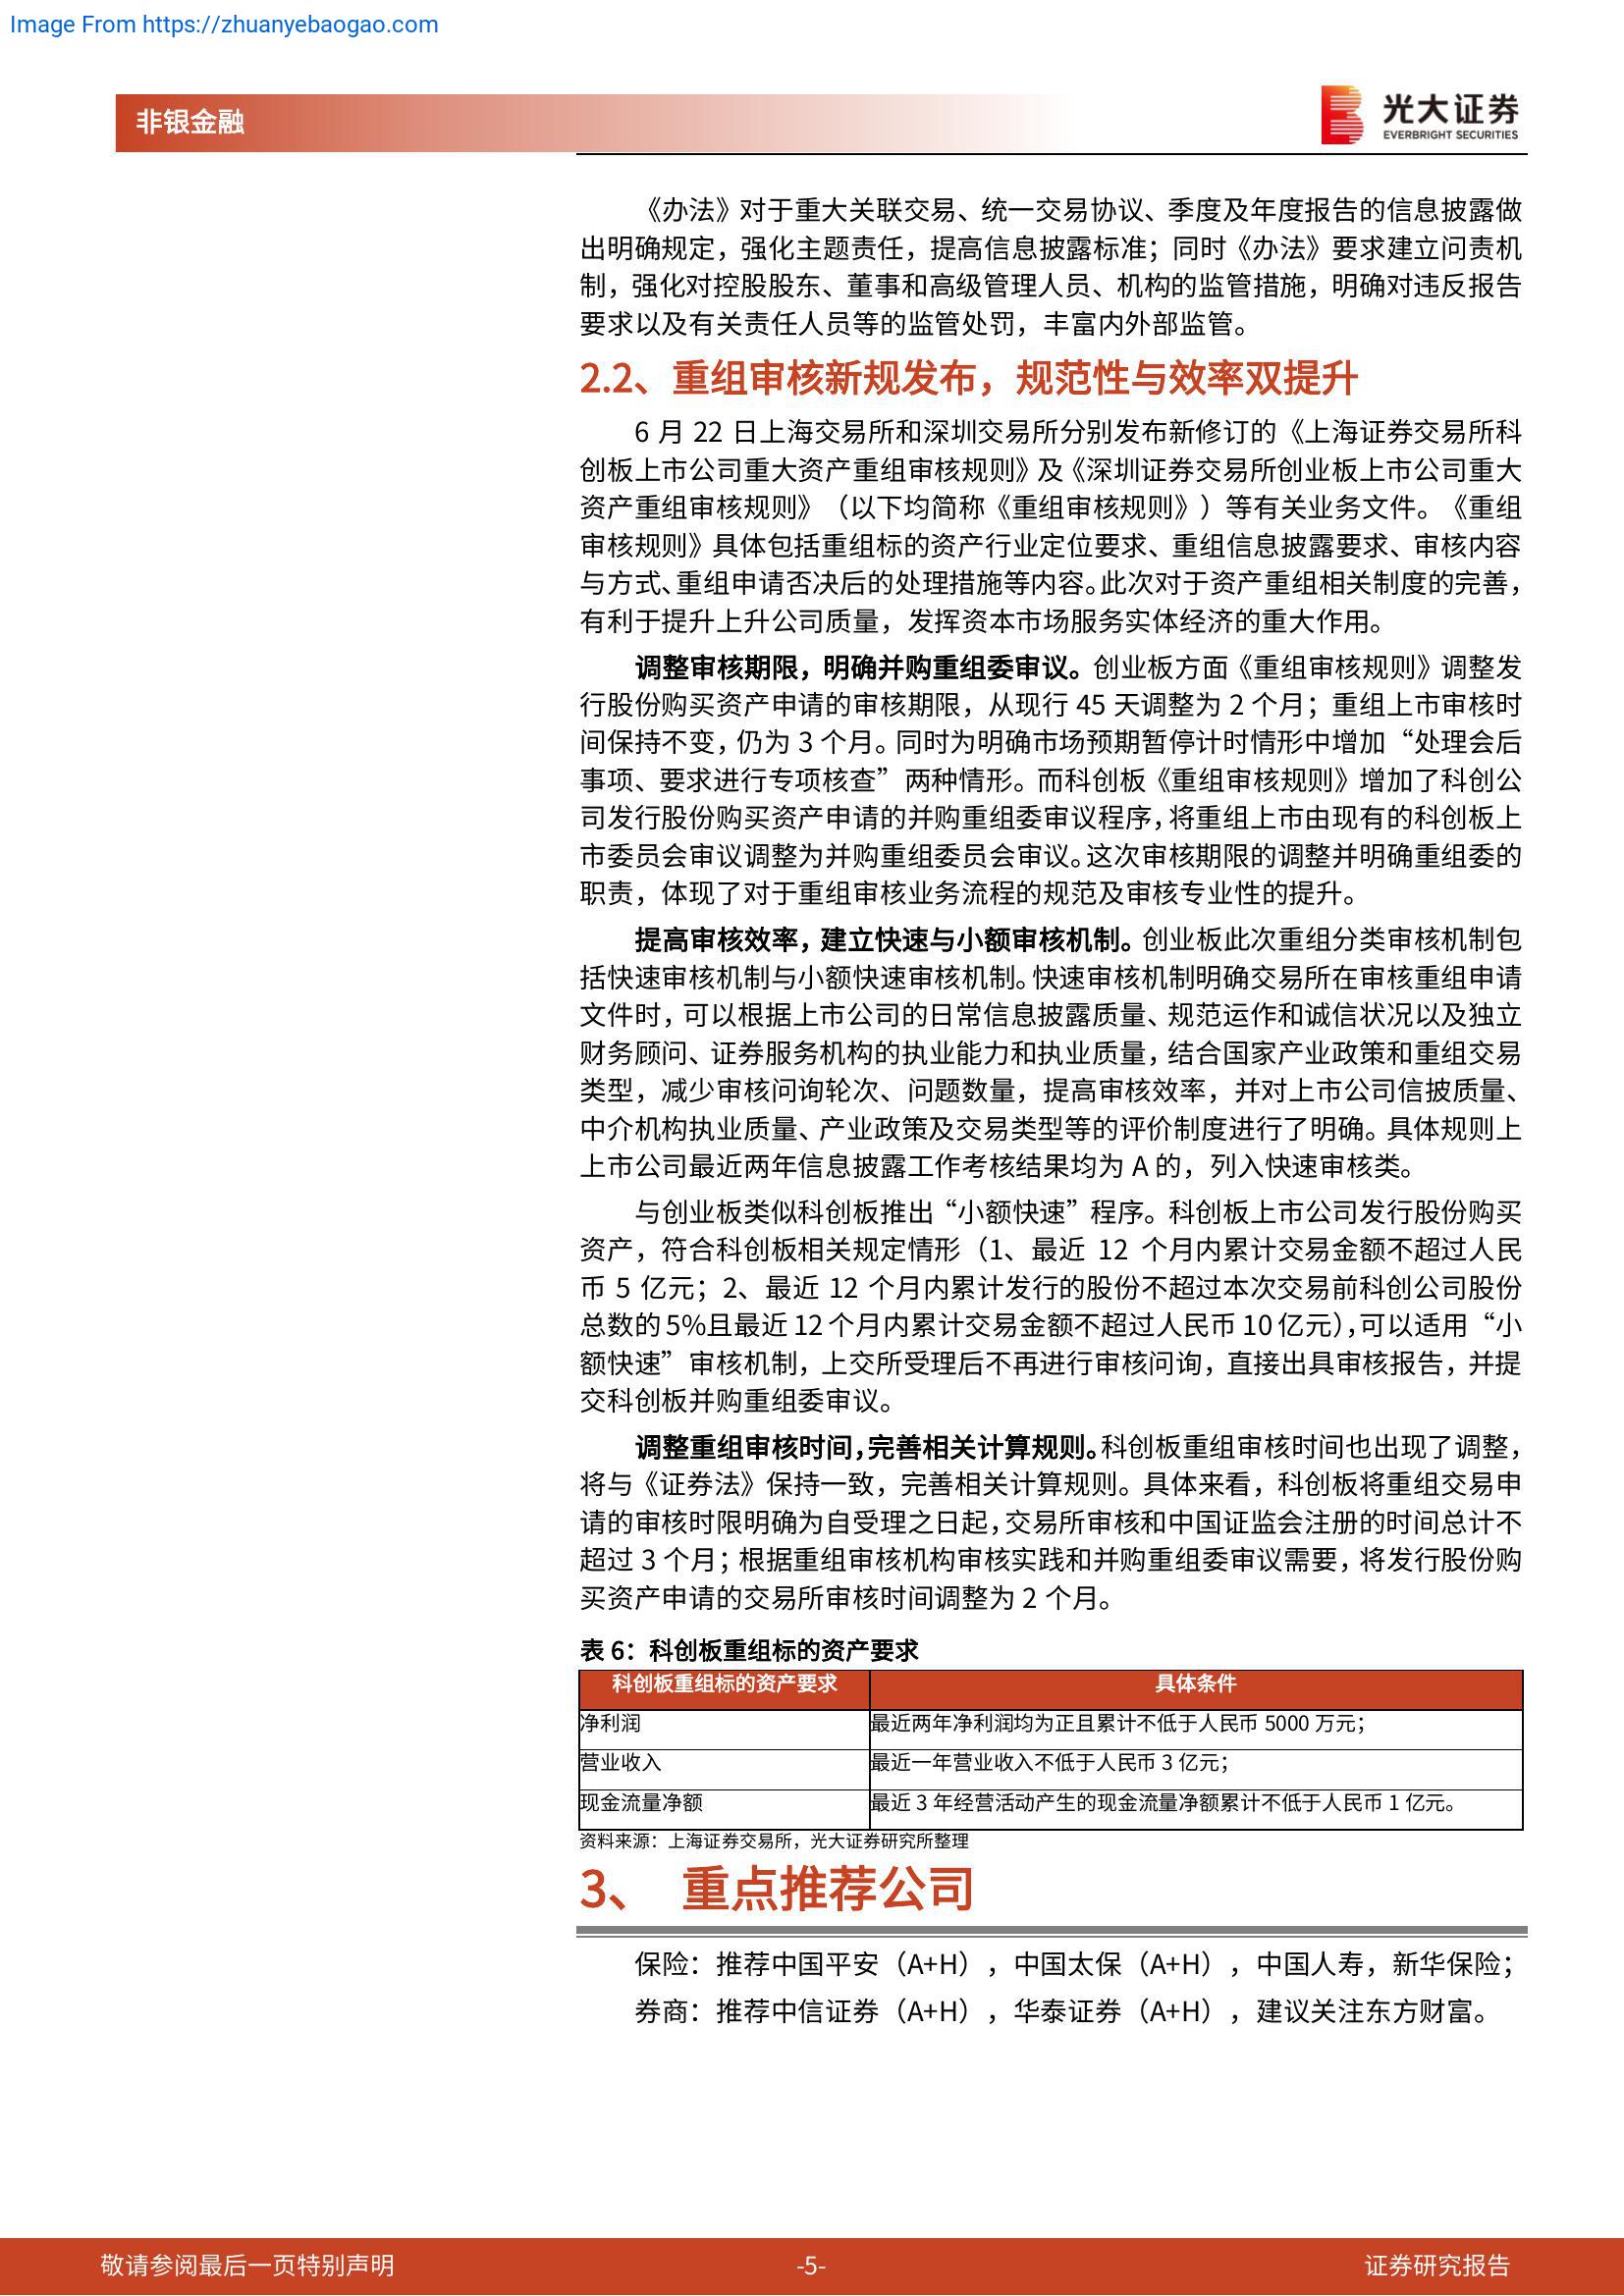 Image From https://zhuanyebaogao.com
非银金融
光大证券
EVERBRIGHT SECURITIES
《办法》对于重大关联交易、统一交易协议、季度及年度报告的信息披露做
出明确规定，强化主题责任，提高信息披露标准；同时《办法》要求建立问责机
制，强化对控股股东、董事和高级管理人员、机构的监管措施，明确对违反报告
要求以及有关责任人员等的监管处罚，丰富内外部监管。
2.2、重组审核新规发布，规范性与效率双提升
6 月 22 日上海交易所和深圳交易所分别发布新修订的《上海证券交易所科
创板上市公司重大资产重组审核规则》及《深圳证券交易所创业板上市公司重大
资产重组审核规则》（以下均简称《重组审核规则》）等有关业务文件。《重组
审核规则》具体包括重组标的资产行业定位要求、重组信息披露要求、审核内容
与方式、重组申请否决后的处理措施等内容。此次对于资产重组相关制度的完善，
有利于提升上升公司质量，发挥资本市场服务实体经济的重大作用。
调整审核期限，明确并购重组委审议。创业板方面《重组审核规则》调整发
行股份购买资产申请的审核期限，从现行 45 天调整为 2 个月；重组上市审核时
间保持不变，仍为 3 个月。同时为明确市场预期暂停计时情形中增加“处理会后
事项、要求进行专项核查”两种情形。而科创板《重组审核规则》增加了科创公
司发行股份购买资产申请的并购重组委审议程序，将重组上市由现有的科创板上
市委员会审议调整为并购重组委员会审议。这次审核期限的调整并明确重组委的
职责，体现了对于重组审核业务流程的规范及审核专业性的提升。
提高审核效率，建立快速与小额审核机制。创业板此次重组分类审核机制包
括快速审核机制与小额快速审核机制。快速审核机制明确交易所在审核重组申请
文件时，可以根据上市公司的日常信息披露质量、规范运作和诚信状况以及独立
财务顾问、证券服务机构的执业能力和执业质量，结合国家产业政策和重组交易
类型，减少审核问询轮次、问题数量，提高审核效率，并对上市公司信披质量、
中介机构执业质量、产业政策及交易类型等的评价制度进行了明确。具体规则上
上市公司最近两年信息披露工作考核结果均为 A 的，列入快速审核类。
与创业板类似科创板推出“小额快速”程序。科创板上市公司发行股份购买
资产，符合科创板相关规定情形（1、最近 12 个月内累计交易金额不超过人民
币 5 亿元；2、最近 12 个月内累计发行的股份不超过本次交易前科创公司股份
总数的 5%且最近 12 个月内累计交易金额不超过人民币 10 亿元），可以适用“小
额快速”审核机制，上交所受理后不再进行审核问询，直接出具审核报告，并提
交科创板并购重组委审议。
调整重组审核时间，完善相关计算规则。科创板重组审核时间也出现了调整，
将与《证券法》保持一致，完善相关计算规则。具体来看，科创板将重组交易申
请的审核时限明确为自受理之日起，交易所审核和中国证监会注册的时间总计不
超过 3 个月；根据重组审核机构审核实践和并购重组委审议需要，将发行股份购
买资产申请的交易所审核时间调整为 2 个月。
表 6：科创板重组标的资产要求
科创板重组标的资产要求 具体条件
净利润 最近两年净利润均为正且累计不低于人民币 5000 万元；
营业收入 最近一年营业收入不低于人民币 3 亿元；
现金流量净额 最近 3 年经营活动产生的现金流量净额累计不低于人民币 1 亿元。
资料来源：上海证券交易所，光大证券研究所整理
3、 重点推荐公司
保险：推荐中国平安（A+H），中国太保（A+H），中国人寿，新华保险；
券商：推荐中信证券（A+H），华泰证券（A+H），建议关注东方财富。
敬请参阅最后一页特别声明 -5- 证券研究报告